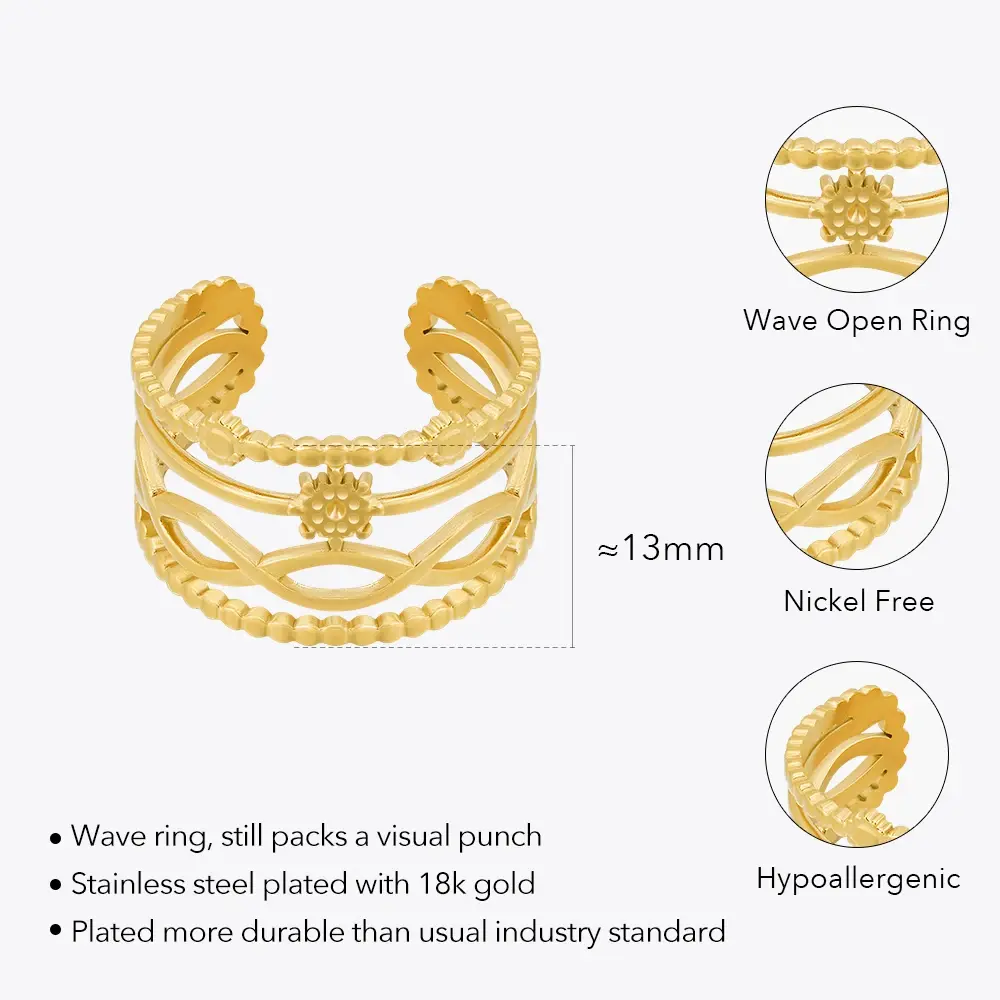 Wave Open Ring
≈13mm
Nickel Free
Hypoallergenic
• Wave ring, still packs a visual punch
• Stainless steel plated with 18k gold
• Plated more durable than usual industry standard